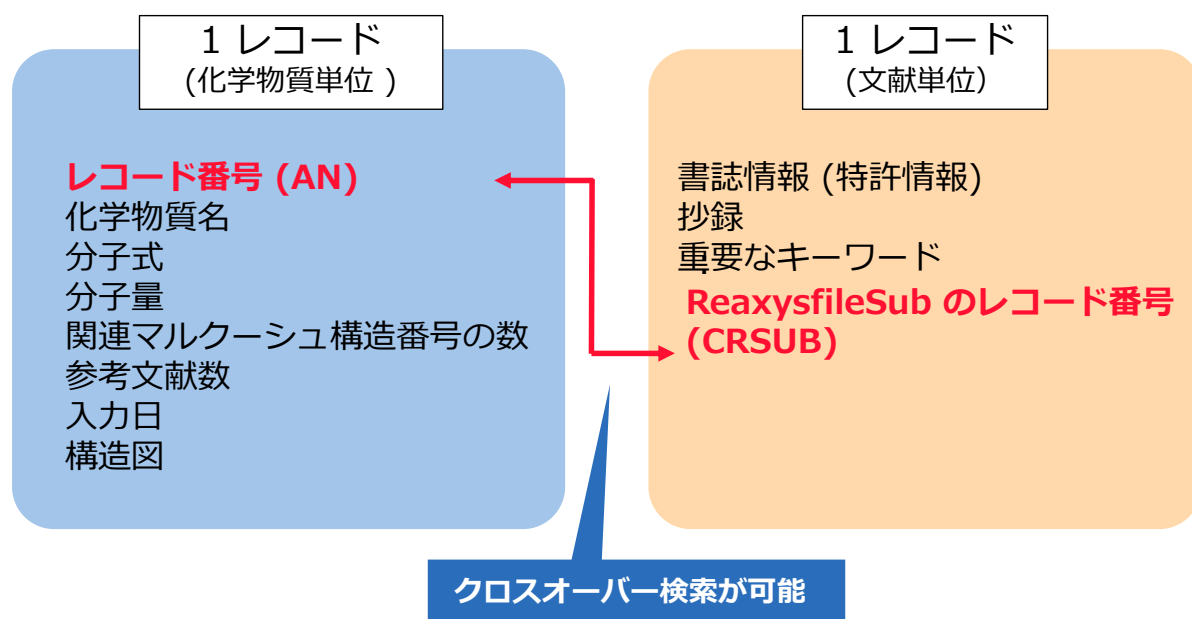 1 レコード
(化学物質単位 )
レコード番号 (AN)
化学物質名
分子式
分子量
関連マルクーシュ構造番号の数
参考文献数
入力日
構造図
1 レコード
(文献単位）
書誌情報 (特許情報)
抄録
重要なキーワード
ReaxysfileSub のレコード番号
(CRSUB)
クロスオーバー検索が可能